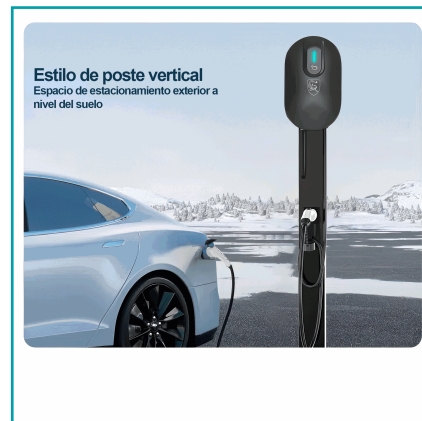 Estilo de poste vertical
Espacio de estacionamiento exterior a
nivel del suelo